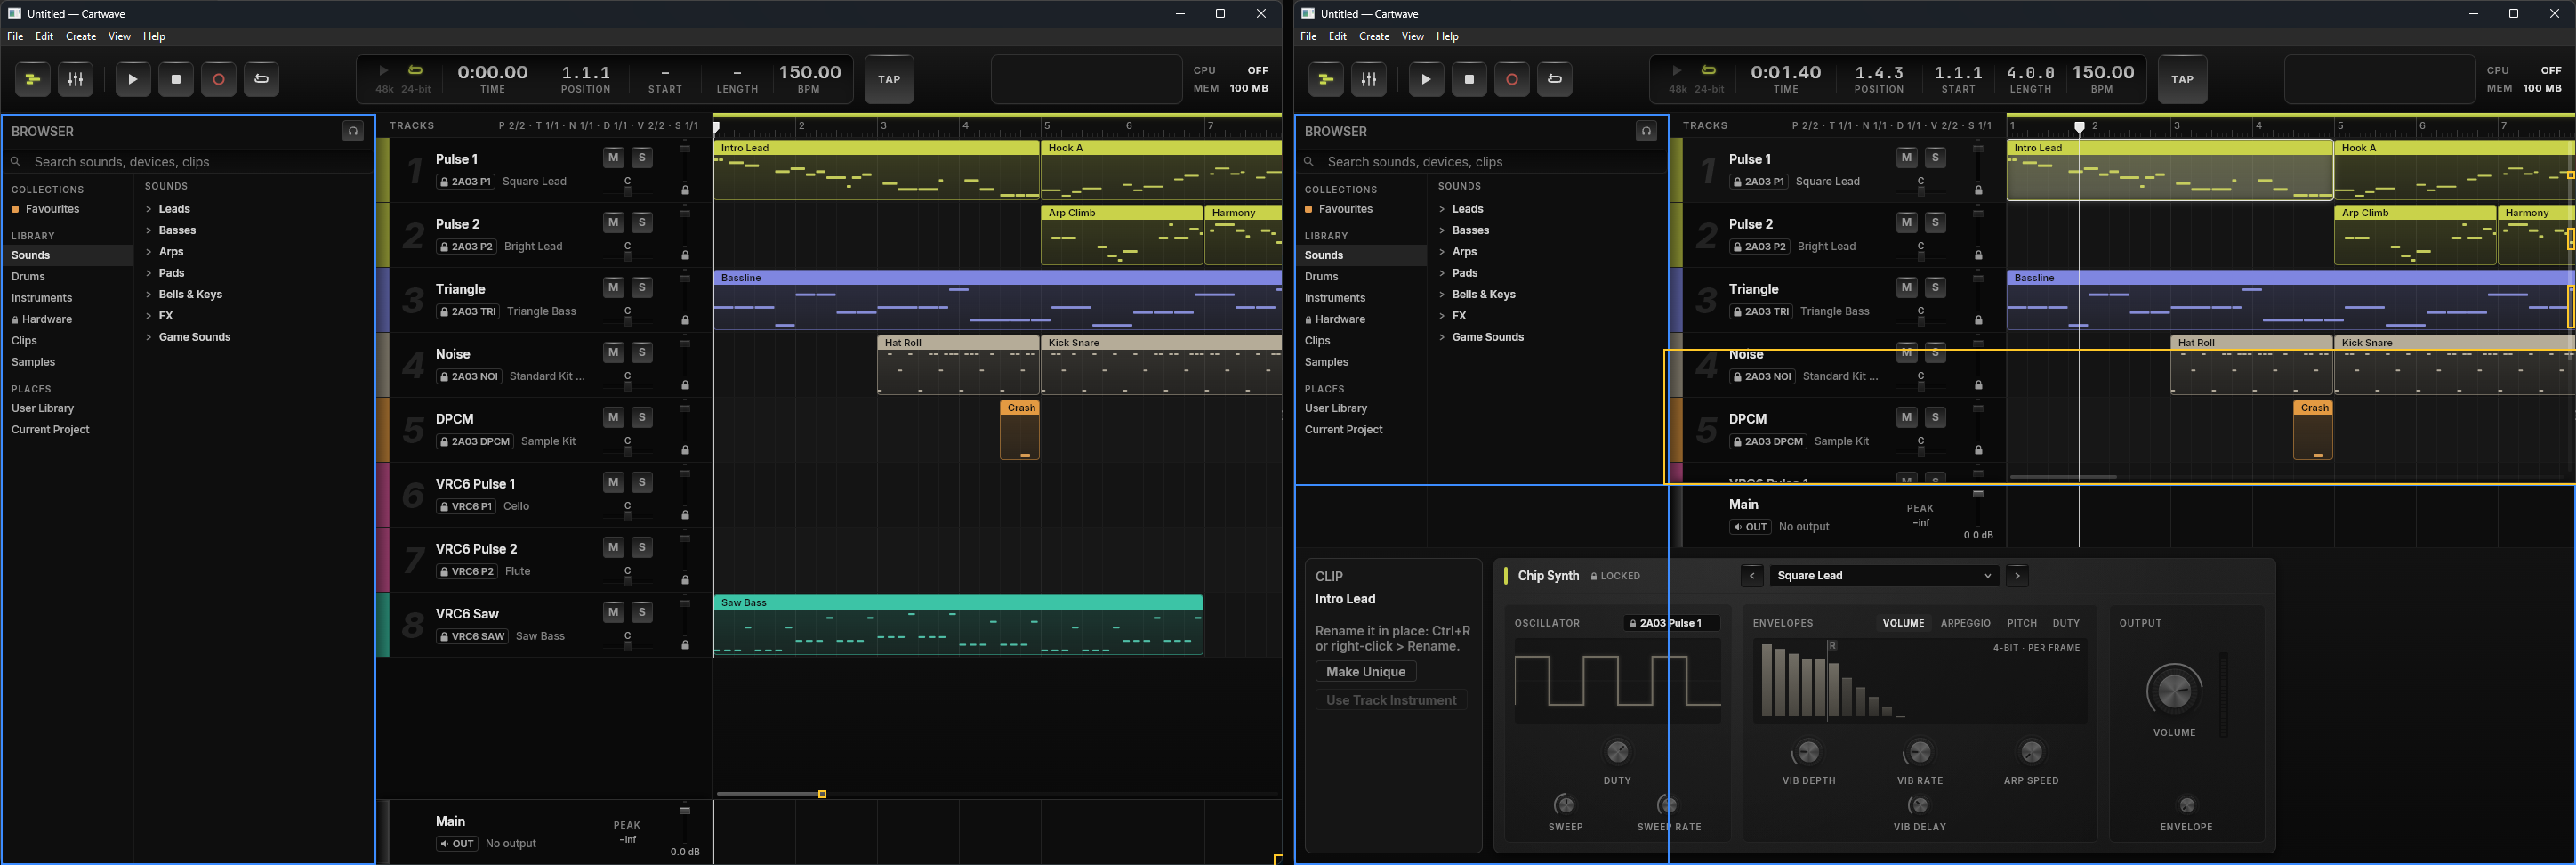 Untitled — Cartwave
File Edit Create View Help
48k 24-bit
0:00.00 1.1.1 – – 150.00
TIME POSITION START LENGTH BPM
TAP
CPU OFF
MEM 100 MB
BROWSER
Search sounds, devices, clips
COLLECTIONS
Favourites
LIBRARY
Sounds
Drums
Instruments
Hardware
Clips
Samples
PLACES
User Library
Current Project
SOUNDS
> Leads
> Basses
> Arps
> Pads
> Bells & Keys
> FX
> Game Sounds
TRACKS P 2/2 · T 1/1 · N 1/1 · D 1/1 · V 2/2 · S 1/1
2 3 4 5 6 7
1 Pulse 1 M S
2A03 P1 Square Lead C
Intro Lead Hook A
2 Pulse 2 M S
2A03 P2 Bright Lead C
Arp Climb Harmony
3 Triangle M S
2A03 TRI Triangle Bass C
Bassline
4 Noise M S
2A03 NOI Standard Kit ... C
Hat Roll Kick Snare
5 DPCM M S
2A03 DPCM Sample Kit C
Crash
6 VRC6 Pulse 1 M S
VRC6 P1 Cello C
7 VRC6 Pulse 2 M S
VRC6 P2 Flute C
8 VRC6 Saw M S
VRC6 SAW Saw Bass C
Saw Bass
Main PEAK
OUT No output –inf
0.0 dB
Untitled — Cartwave
File Edit Create View Help
48k 24-bit
0:01.40 1.4.3 1.1.1 4.0.0 150.00
TIME POSITION START LENGTH BPM
TAP
CPU OFF
MEM 100 MB
BROWSER
Search sounds, devices, clips
COLLECTIONS
Favourites
LIBRARY
Sounds
Drums
Instruments
Hardware
Clips
Samples
PLACES
User Library
Current Project
SOUNDS
> Leads
> Basses
> Arps
> Pads
> Bells & Keys
> FX
> Game Sounds
TRACKS P 2/2 · T 1/1 · N 1/1 · D 1/1 · V 2/2 · S 1/1
1 2 3 4 5 6 7
1 Pulse 1 M S
2A03 P1 Square Lead C
Intro Lead Hook A
2 Pulse 2 M S
2A03 P2 Bright Lead C
Arp Climb Harmony
3 Triangle M S
2A03 TRI Triangle Bass C
Bassline
4 Noise M S
2A03 NOI Standard Kit ... C
Hat Roll Kick Snare
5 DPCM M S
2A03 DPCM Sample Kit C
Crash
VRC6 Pulse 1
Main PEAK
OUT No output –inf
0.0 dB
CLIP
Intro Lead
Rename it in place: Ctrl+R
or right-click > Rename.
Make Unique
Use Track Instrument
Chip Synth LOCKED < Square Lead >
OSCILLATOR 2A03 Pulse 1
DUTY
SWEEP SWEEP RATE
ENVELOPES VOLUME ARPEGGIO PITCH DUTY
R 4-BIT · PER FRAME
VIB DEPTH VIB RATE ARP SPEED
VIB DELAY
OUTPUT
VOLUME
ENVELOPE